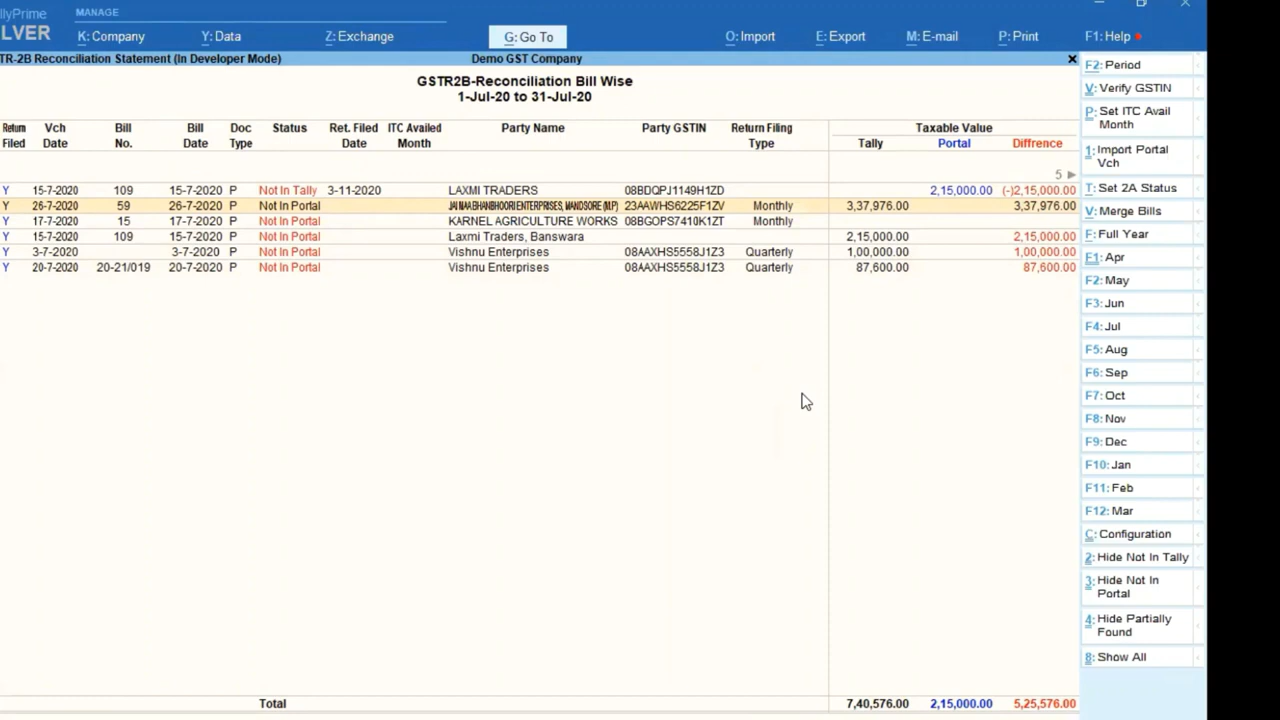 llyPrime MANAGE
LVER K: Company Y: Data Z: Exchange G: Go To O: Import E: Export M: E-mail P: Print F1: Help
TR-2B Reconciliation Statement (In Developer Mode) Demo GST Company
GSTR2B-Reconciliation Bill Wise
1-Jul-20 to 31-Jul-20
Return Vch Bill Bill Doc Status Ret. Filed ITC Availed Party Name Party GSTIN Return Filing Taxable Value
Filed Date No. Date Type Date Month Type Tally Portal Diffrence
5
Y 15-7-2020 109 15-7-2020 P Not In Tally 3-11-2020 LAXMI TRADERS 08BDQPJ1149H1ZD 2,15,000.00 (-)2,15,000.00
Y 26-7-2020 59 26-7-2020 P Not In Portal ENTERPRISES, MANDSORE (M.P.) 23AAWHS6225F1ZV Monthly 3,37,976.00 3,37,976.00
Y 17-7-2020 15 17-7-2020 P Not In Portal KARNEL AGRICULTURE WORKS 08BGOPS7410K1ZT Monthly
Y 15-7-2020 109 15-7-2020 P Not In Portal Laxmi Traders, Banswara 2,15,000.00 2,15,000.00
Y 3-7-2020 3-7-2020 P Not In Portal Vishnu Enterprises 08AAXHS5558J1Z3 Quarterly 1,00,000.00 1,00,000.00
Y 20-7-2020 20-21/019 20-7-2020 P Not In Portal Vishnu Enterprises 08AAXHS5558J1Z3 Quarterly 87,600.00 87,600.00
Total 7,40,576.00 2,15,000.00 5,25,576.00
F2: Period
V: Verify GSTIN
P: Set ITC Avail
Month
1: Import Portal
Vch
T: Set 2A Status
V: Merge Bills
F: Full Year
F1: Apr
F2: May
F3: Jun
F4: Jul
F5: Aug
F6: Sep
F7: Oct
F8: Nov
F9: Dec
F10: Jan
F11: Feb
F12: Mar
C: Configuration
2: Hide Not In Tally
3: Hide Not In
Portal
4: Hide Partially
Found
8: Show All